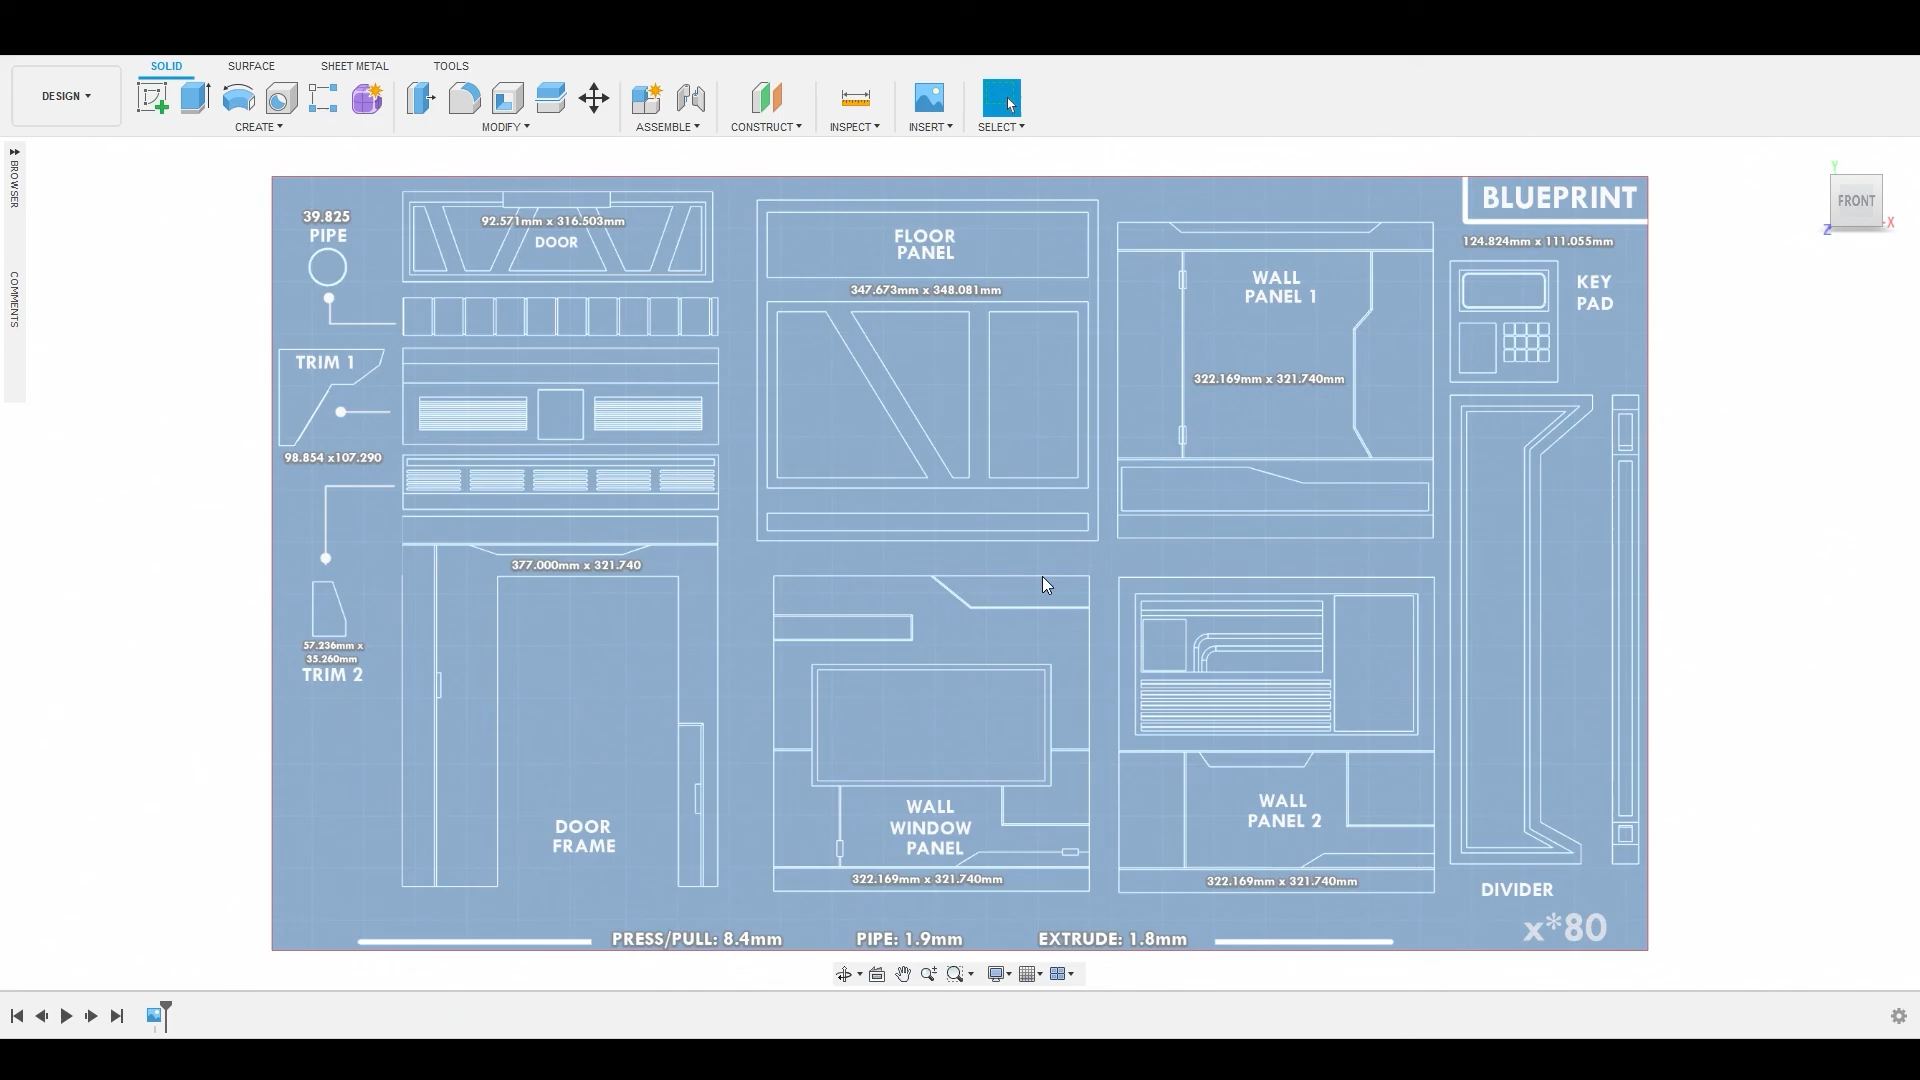 SOLID
SURFACE
SHEET METAL
TOOLS
DESIGN
CREATE
MODIFY
ASSEMBLE
CONSTRUCT
INSPECT
INSERT
SELECT
BROWSER
COMMENTS
Y
FRONT
Z
-X
BLUEPRINT
39.825
PIPE
92.571mm x 316.503mm
DOOR
FLOOR
PANEL
347.673mm x 348.081mm
WALL
PANEL 1
322.169mm x 321.740mm
124.824mm x 111.055mm
KEY
PAD
TRIM 1
98.854 x107.290
377.000mm x 321.740
57.236mm x
35.260mm
TRIM 2
DOOR
FRAME
WALL
WINDOW
PANEL
322.169mm x 321.740mm
WALL
PANEL 2
322.169mm x 321.740mm
DIVIDER
x*80
PRESS/PULL: 8.4mm
PIPE: 1.9mm
EXTRUDE: 1.8mm